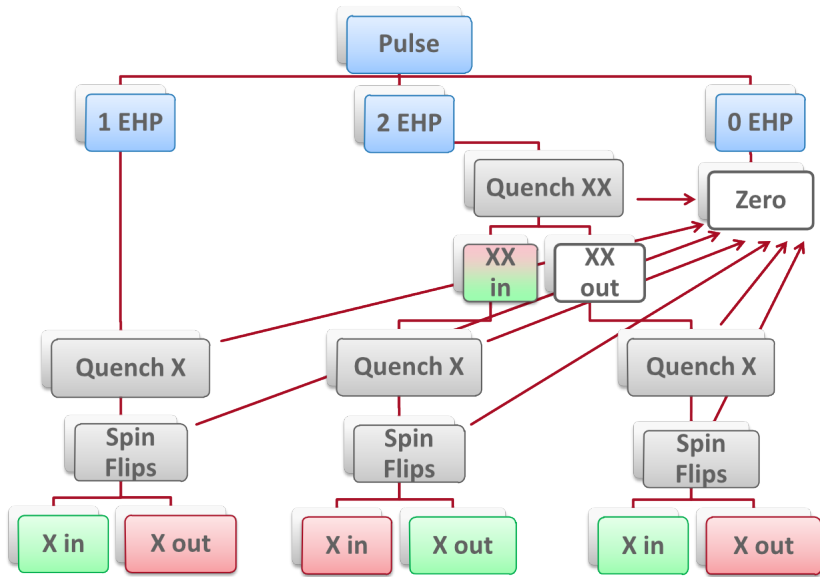 Pulse
1 EHP
2 EHP
0 EHP
Quench XX
Zero
XX
in
XX
out
Quench X
Quench X
Quench X
Spin
Flips
Spin
Flips
Spin
Flips
X in
X out
X in
X out
X in
X out